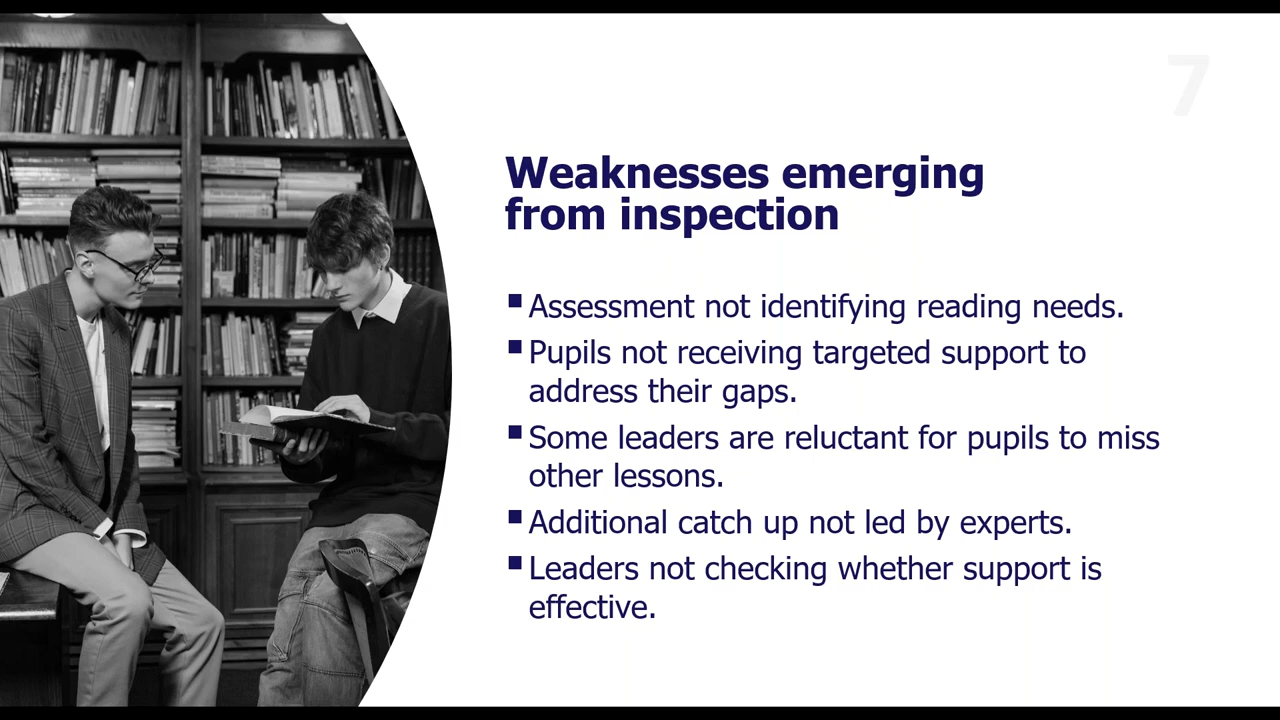 7
Weaknesses emerging
from inspection
▪Assessment not identifying reading needs.
▪Pupils not receiving targeted support to
address their gaps.
▪Some leaders are reluctant for pupils to miss
other lessons.
▪Additional catch up not led by experts.
▪Leaders not checking whether support is
effective.